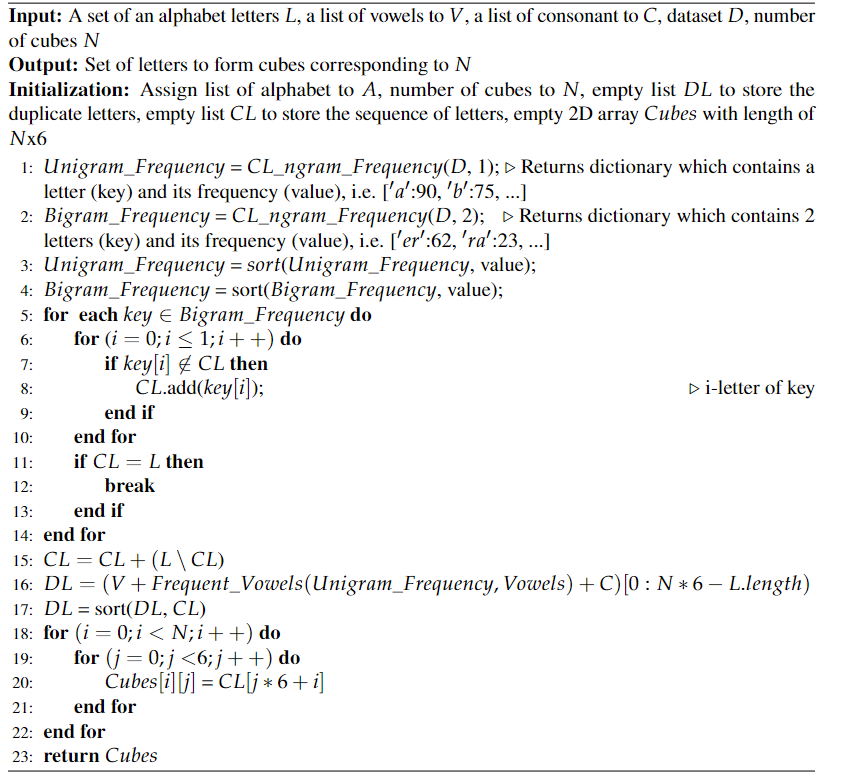 Input: A set of an alphabet letters L, a list of vowels to V, a list of consonant to C, dataset D, number
of cubes N
Output: Set of letters to form cubes corresponding to N
Initialization: Assign list of alphabet to A, number of cubes to N, empty list DL to store the
duplicate letters, empty list CL to store the sequence of letters, empty 2D array Cubes with length of
Nx6
1: Unigram_Frequency = CL_ngram_Frequency(D, 1); ▷ Returns dictionary which contains a
letter (key) and its frequency (value), i.e. ['a':90, 'b':75, ...]
2: Bigram_Frequency = CL_ngram_Frequency(D, 2); ▷ Returns dictionary which contains 2
letters (key) and its frequency (value), i.e. ['er':62, 'ra':23, ...]
3: Unigram_Frequency = sort(Unigram_Frequency, value);
4: Bigram_Frequency = sort(Bigram_Frequency, value);
5: for each key ∈ Bigram_Frequency do
6: for (i = 0; i ≤ 1; i + +) do
7: if key[i] ∉ CL then
8: CL.add(key[i]); ▷ i-letter of key
9: end if
10: end for
11: if CL = L then
12: break
13: end if
14: end for
15: CL = CL + (L \ CL)
16: DL = (V + Frequent_Vowels(Unigram_Frequency, Vowels) + C)[0 : N * 6 − L.length)
17: DL = sort(DL, CL)
18: for (i = 0; i < N; i + +) do
19: for (j = 0; j <6; j + +) do
20: Cubes[i][j] = CL[j * 6 + i]
21: end for
22: end for
23: return Cubes